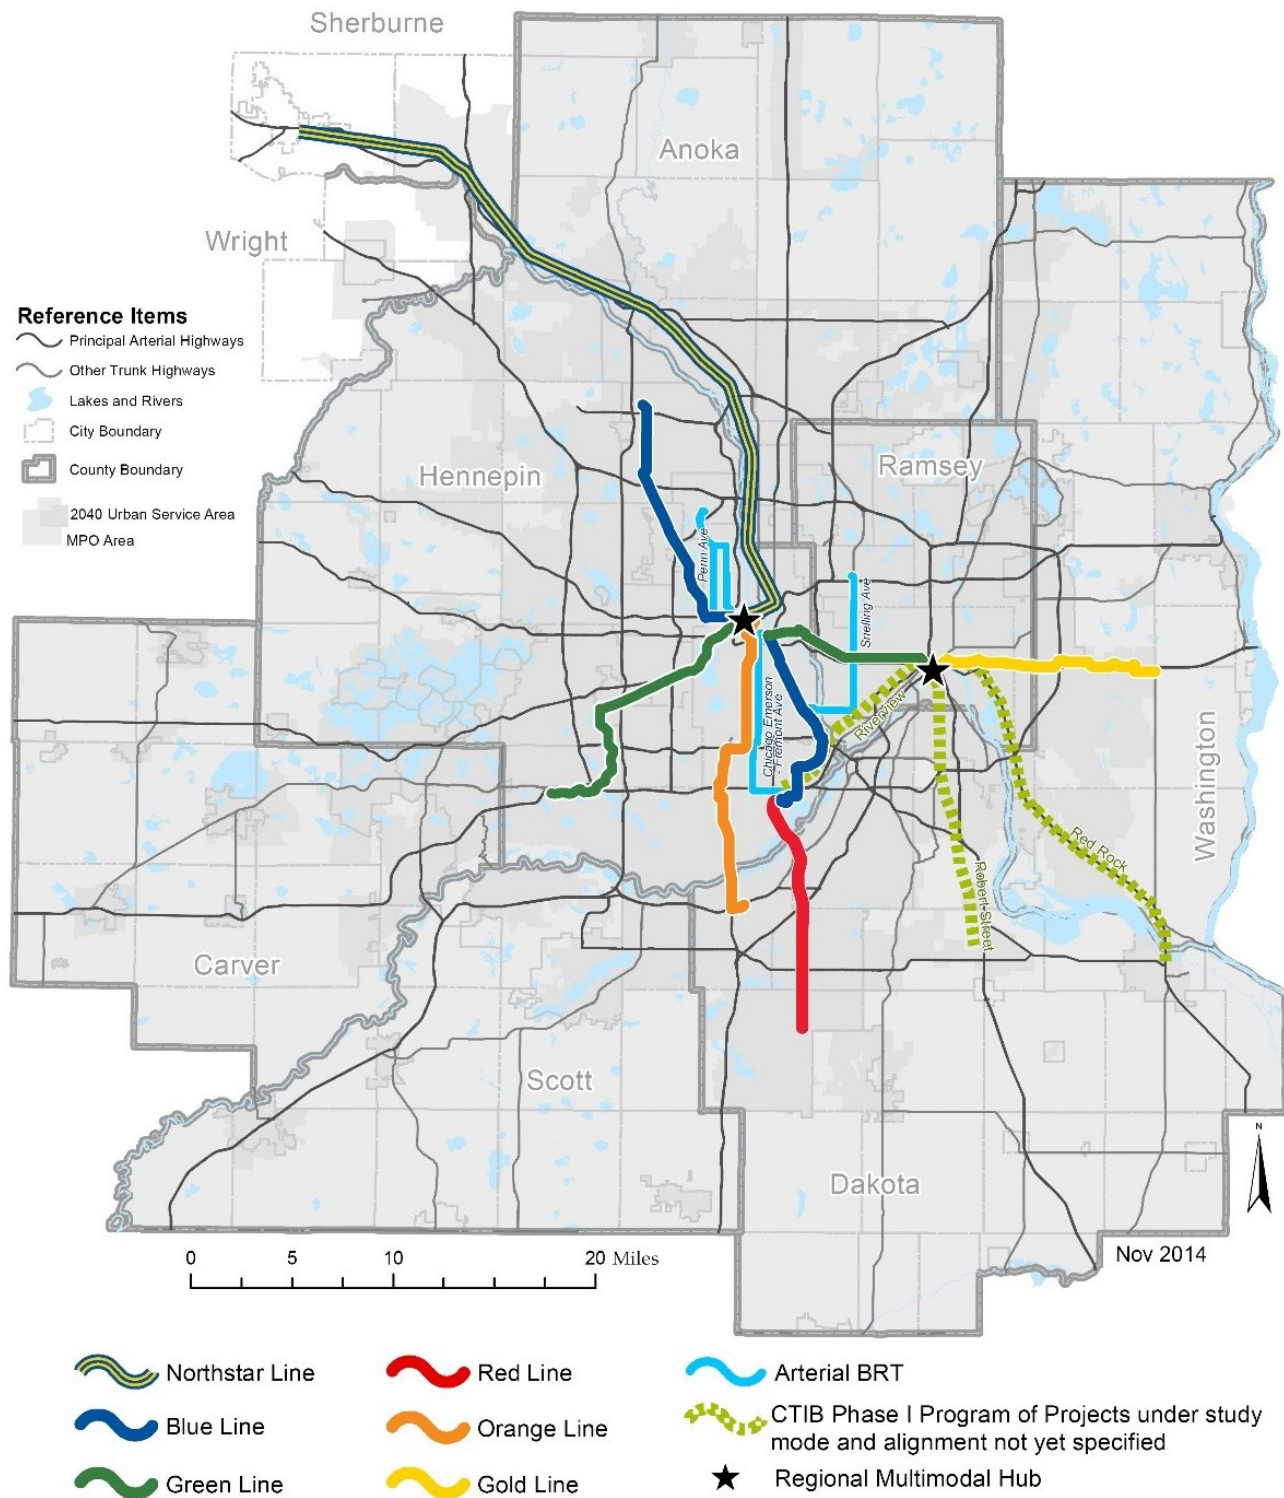 Sherburne
Anoka
Wright
Reference Items
Principal Arterial Highways
Other Trunk Highways
Lakes and Rivers
City Boundary
County Boundary
2040 Urban Service Area
MPO Area
Hennepin
Ramsey
Penn Ave
Snelling Ave
Chicago Emerson
- Fremont Ave
Riverview
Washington
Red Rock
Robert Street
Carver
Scott
Dakota
N
Nov 2014
0 5 10 20 Miles
Northstar Line
Blue Line
Green Line
Red Line
Orange Line
Gold Line
Arterial BRT
CTIB Phase I Program of Projects under study
mode and alignment not yet specified
Regional Multimodal Hub